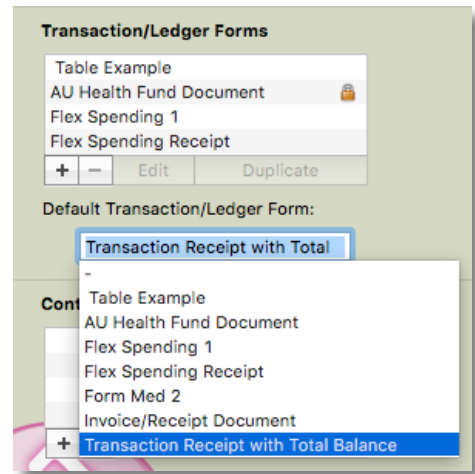 Transaction/Ledger Forms
Table Example
AU Health Fund Document
Flex Spending 1
Flex Spending Receipt
+ − Edit Duplicate
Default Transaction/Ledger Form:
Transaction Receipt with Total
-
Cont
Table Example
AU Health Fund Document
Flex Spending 1
Flex Spending Receipt
Form Med 2
Invoice/Receipt Document
+ Transaction Receipt with Total Balance